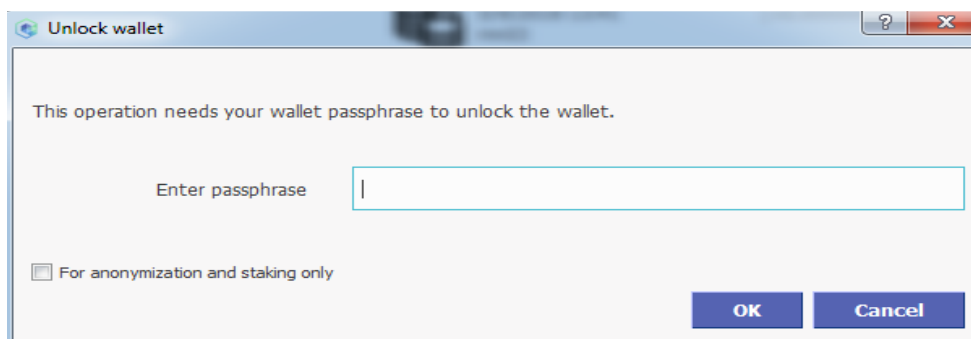 Unlock wallet
This operation needs your wallet passphrase to unlock the wallet.
Enter passphrase
For anonymization and staking only
OK
Cancel